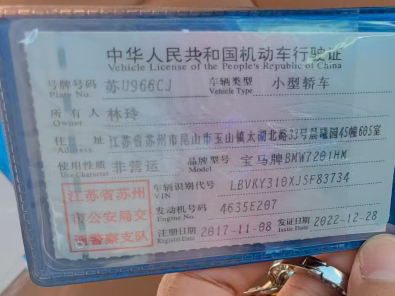 中华人民共和国机动车行驶证
Vehicle License of the People's Republic of China
号牌号码 苏U966CJ 车辆类型 小型轿车
Plate No. Vehicle Type
所有人 林玲
Owner
住址 江苏省苏州市昆山市玉山镇太湖北路33号晨曦园45幢605室
Address
使用性质 非营运 品牌型号 宝马牌BMW7201HM
Use Character Model
车辆识别代号 LBVKY310XJSF83734
VIN
江苏省苏州
市公安局交
通警察支队
发动机号码 4635E207
Engine No.
注册日期 2017-11-08 发证日期 2022-12-28
Register Date Issue Date